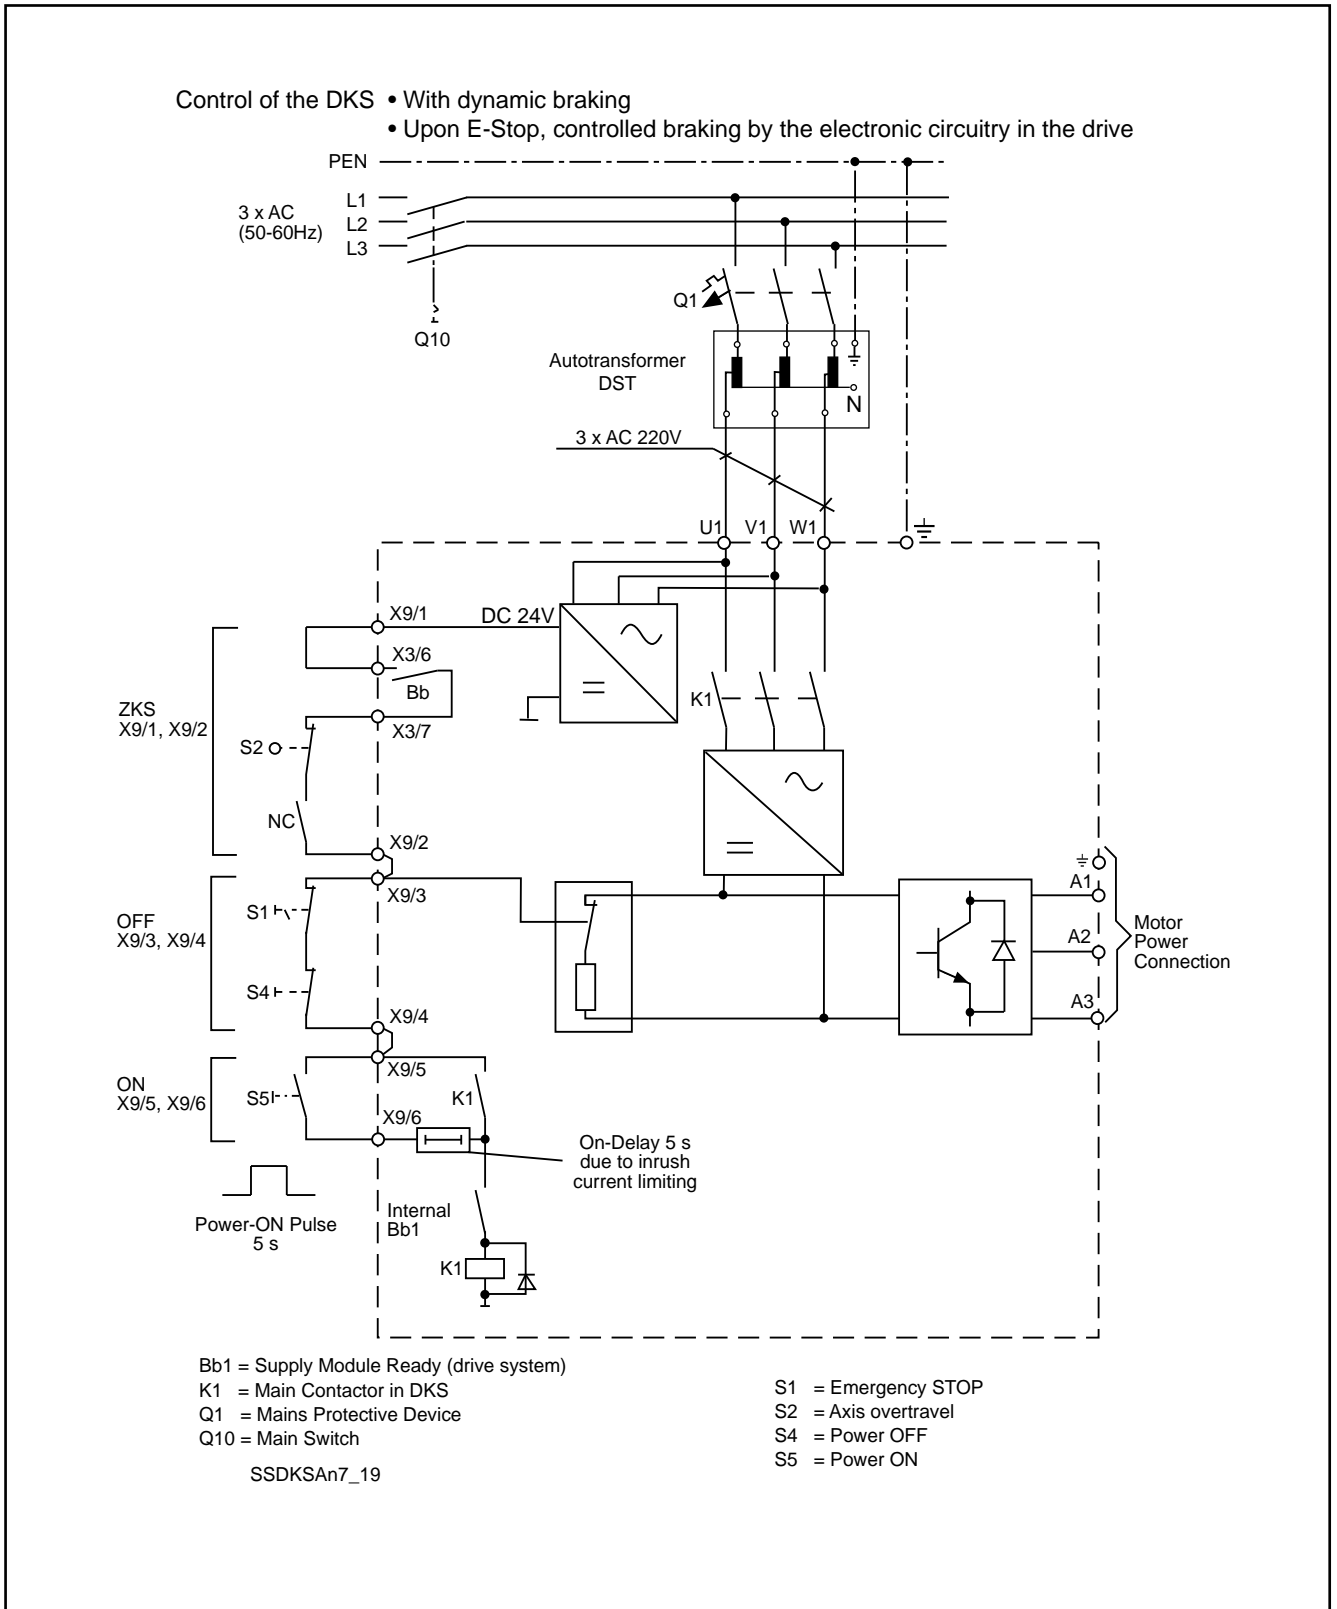 Control of the DKS • With dynamic braking
• Upon E-Stop, controlled braking by the electronic circuitry in the drive
PEN
L1
3 x AC
(50-60Hz)
L2
L3
Q1
Q10
Autotransformer
DST
N
3 x AC 220V
U1 V1 W1
X9/1
DC 24V
X3/6
Bb
K1
ZKS
X9/1, X9/2
X3/7
S2
NC
X9/2
X9/3
A1
S1
OFF
X9/3, X9/4
A2
Motor
Power
Connection
S4
A3
X9/4
X9/5
ON
X9/5, X9/6
S5
K1
X9/6
On-Delay 5 s
due to inrush
current limiting
Power-ON Pulse
5 s
Internal
Bb1
K1
Bb1 = Supply Module Ready (drive system)
K1 = Main Contactor in DKS
Q1 = Mains Protective Device
Q10 = Main Switch
S1 = Emergency STOP
S2 = Axis overtravel
S4 = Power OFF
S5 = Power ON
SSDKSAn7_19